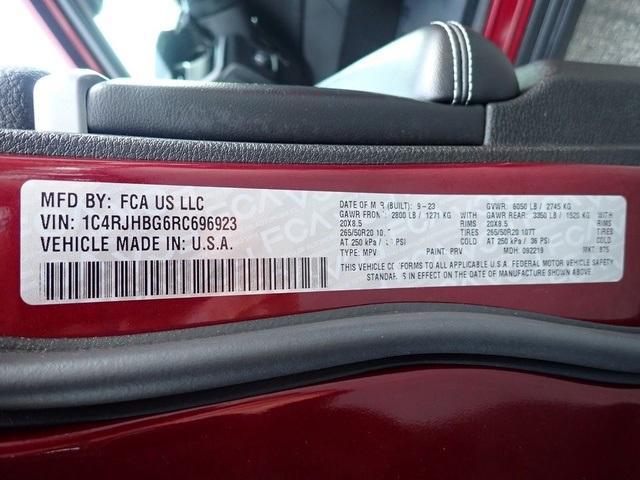 MFD BY: FCA US LLC
VIN: 1C4RJHBG6RC696923
VEHICLE MADE IN: U.S.A.
DATE OF M R (BUILT): 9-23 GVWR: 6050 LB / 2745 KG
GAWR FRON : 2800 LB / 1271 KG WITH GAWR REAR: 3350 LB / 1520 KG WITH
20X8.5 RIMS 20X8.5 RIMS
265/50R20 10 TIRES 265/50R20 107T TIRES
AT 250 kPa / PSI COLD AT 250 kPa / 36 PSI COLD
TYPE: MPV PAINT: PRV MDH: 092219 MKT: 875
THIS VEHICLE C FORMS TO ALL APPLICABLE U.S.A. FEDERAL MOTOR VEHICLE SAFETY
STANDAR S IN EFFECT ON THE DATE OF MANUFACTURE SHOWN ABOVE.